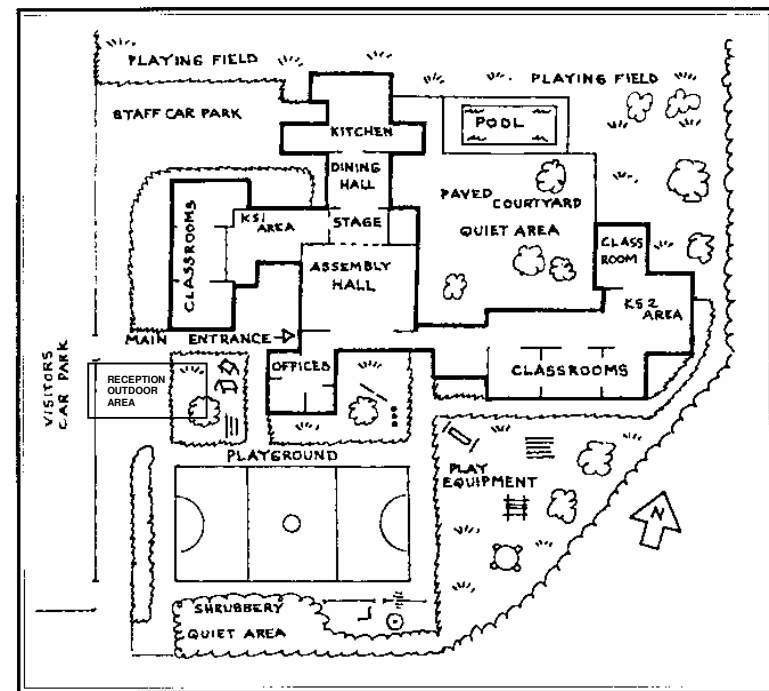 PLAYING FIELD
PLAYING FIELD
STAFF CAR PARK
POOL
KITCHEN
DINING
HALL
PAVED
COURTYARD
QUIET AREA
CLASSROOMS
KS1
AREA
STAGE
CLASS
ROOM
ASSEMBLY
HALL
KS2
AREA
MAIN ENTRANCE
OFFICES
CLASSROOMS
VISITORS
CAR PARK
RECEPTION
OUTDOOR
AREA
PLAYGROUND
PLAY
EQUIPMENT
N
SHRUBBERY
QUIET AREA